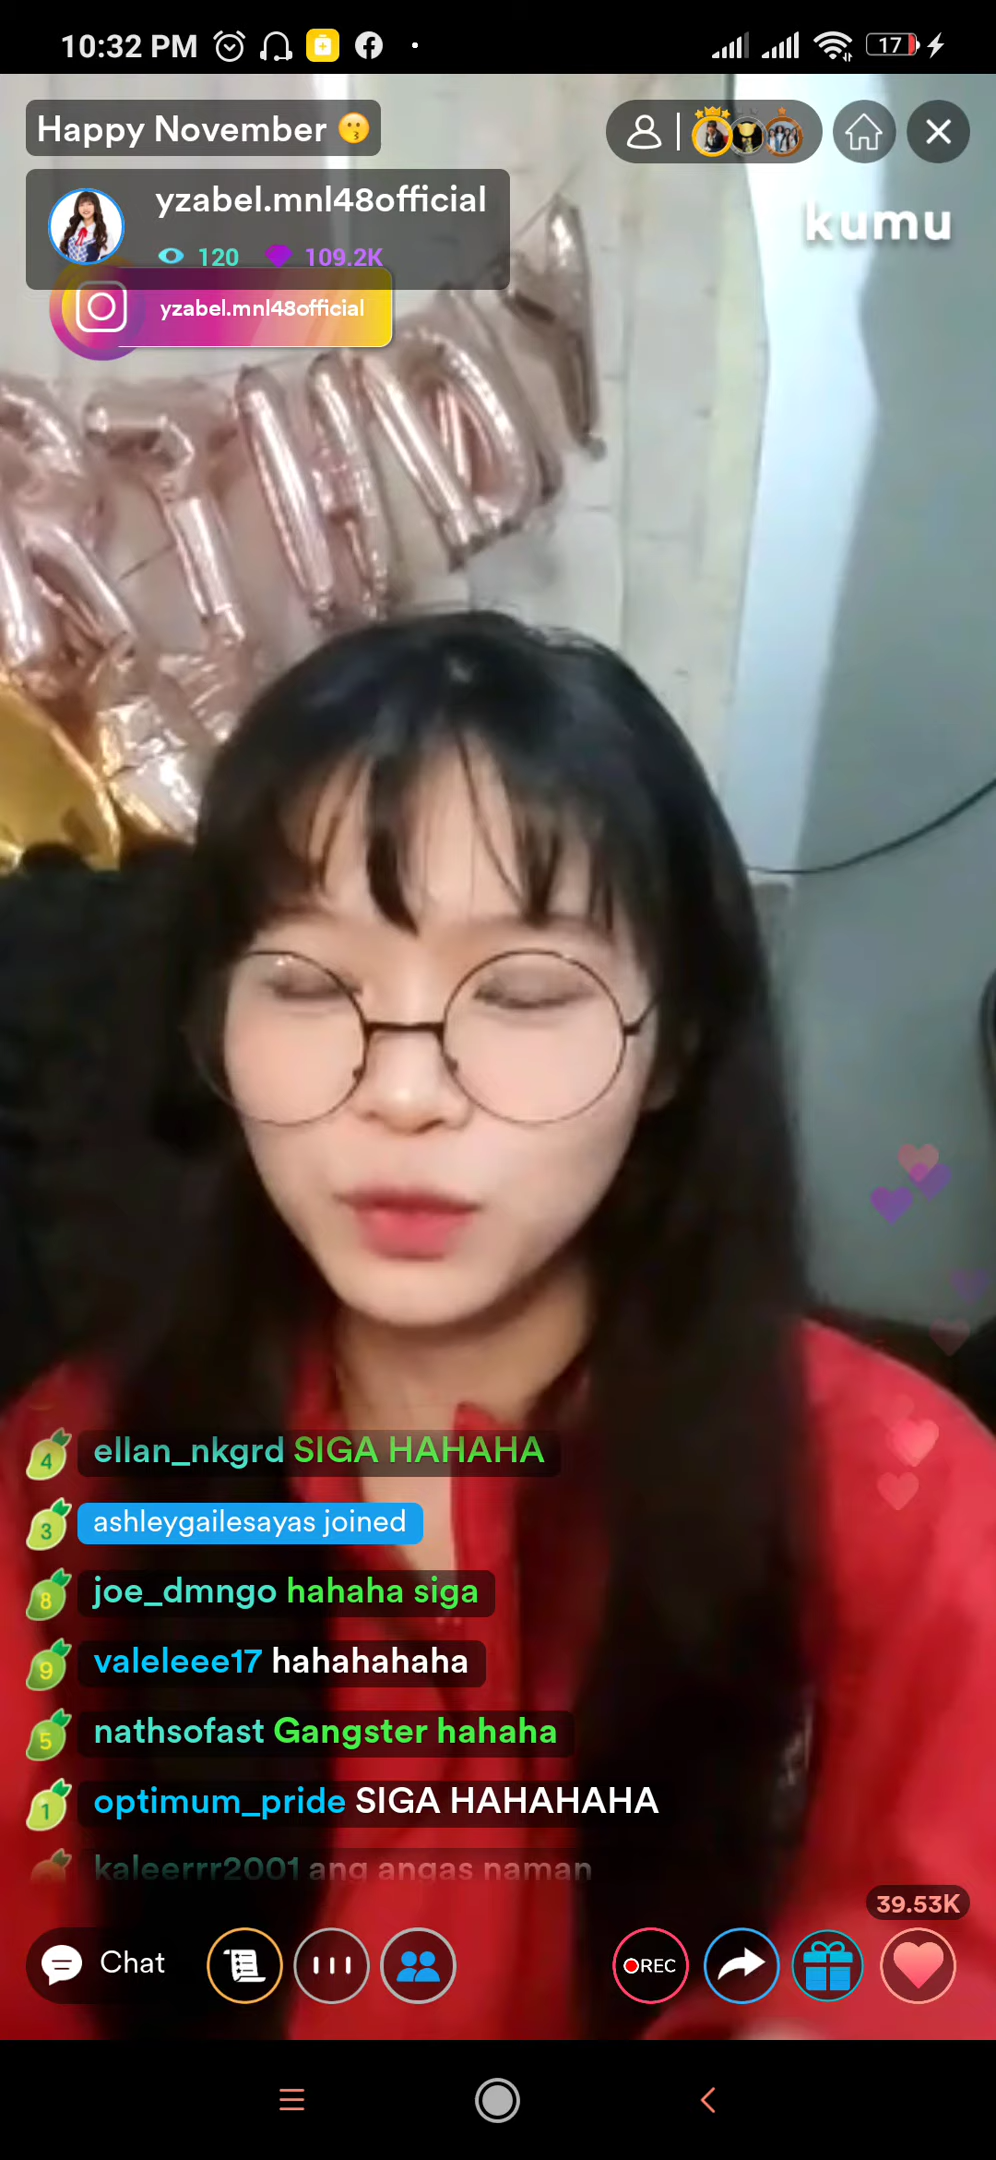 10:32 PM
17
Happy November 😗
yzabel.mnl48official
120 109.2K
kumu
yzabel.mnl48official
RTHD
ellan_nkgrd SIGA HAHAHA
4
ashleygailesayas joined
3
joe_dmngo hahaha siga
8
valeleee17 hahahahaha
9
nathsofast Gangster hahaha
5
optimum_pride SIGA HAHAHAHA
1
kaleerrr2001 ang angas naman
39.53K
Chat
REC